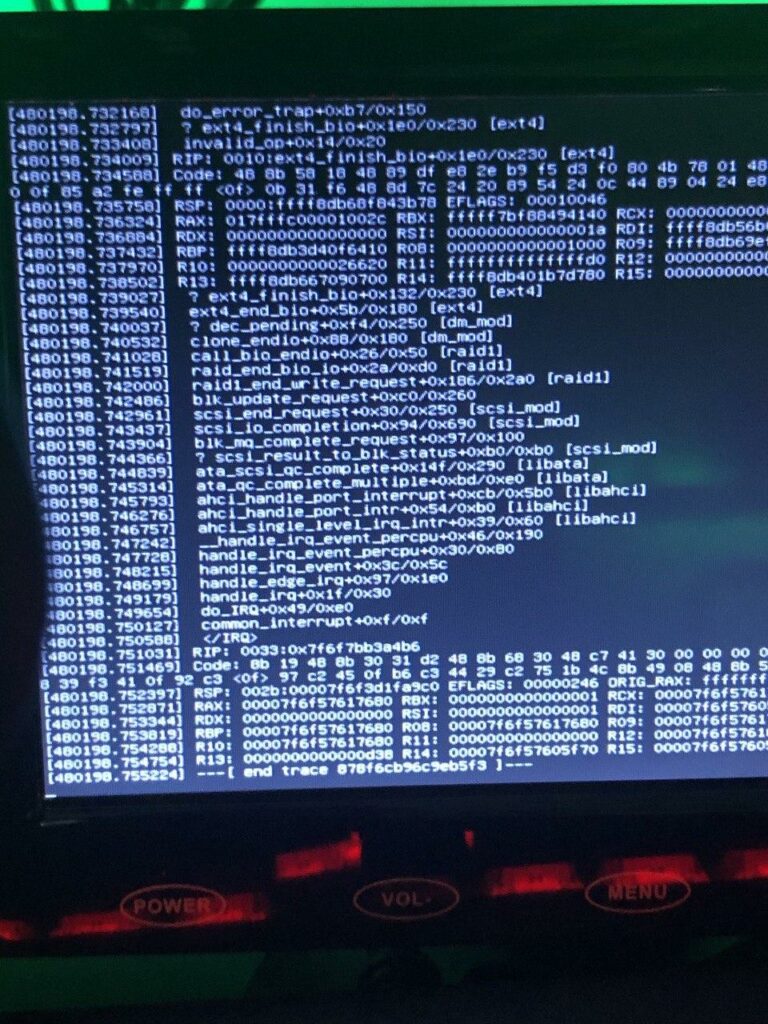 [480198.732168] do_error_trap+0xb7/0x150
[480198.732797] ? ext4_finish_bio+0x1e0/0x230 [ext4]
[480198.733408] invalid_op+0x14/0x20
[480198.734009] RIP: 0010:ext4_finish_bio+0x1e0/0x230 [ext4]
[480198.734588] Code: 48 8b 58 18 48 89 df e8 2e b9 f5 d3 f0 80 4b 78 01 48
0 0f 85 a2 fe ff ff <0f> 0b 31 f6 48 8d 7c 24 20 89 54 24 0c 44 89 04 24 e8
[480198.735758] RSP: 0000:ffff8db68f843b78 EFLAGS: 00010046
[480198.736324] RAX: 017fffc00001002c RBX: fffff7bf88494140 RCX: 00000000000
[480198.736884] RDX: 0000000000000000 RSI: 000000000000001a RDI: ffff8db56b
[480198.737432] RBP: ffff8db3d40f6410 R08: 0000000000001000 R09: ffff8db69e
[480198.737970] R10: 0000000000026620 R11: ffffffffffffffd0 R12: 00000000000
[480198.738502] R13: ffff8db667090700 R14: ffff8db401b7d780 R15: 00000000000
[480198.739027] ? ext4_finish_bio+0x132/0x230 [ext4]
[480198.739540] ext4_end_bio+0x5b/0x180 [ext4]
[480198.740037] ? dec_pending+0xf4/0x250 [dm_mod]
[480198.740532] clone_endio+0x88/0x180 [dm_mod]
[480198.741028] call_bio_endio+0x26/0x50 [raid1]
[480198.741519] raid_end_bio_io+0x2a/0xd0 [raid1]
[480198.742000] raid1_end_write_request+0x186/0x2a0 [raid1]
[480198.742486] blk_update_request+0xc0/0x260
[480198.742961] scsi_end_request+0x30/0x250 [scsi_mod]
[480198.743437] scsi_io_completion+0x94/0x690 [scsi_mod]
[480198.743904] blk_mq_complete_request+0x97/0x100
[480198.744366] ? scsi_result_to_blk_status+0xb0/0xb0 [scsi_mod]
[480198.744839] ata_scsi_qc_complete+0x14f/0x290 [libata]
[480198.745314] ata_qc_complete_multiple+0xbd/0xe0 [libata]
[480198.745793] ahci_handle_port_interrupt+0xcb/0x5b0 [libahci]
[480198.746276] ahci_handle_port_intr+0x54/0xb0 [libahci]
[480198.746757] ahci_single_level_irq_intr+0x39/0x60 [libahci]
[480198.747242] __handle_irq_event_percpu+0x46/0x190
[480198.747728] handle_irq_event_percpu+0x30/0x80
[480198.748215] handle_irq_event+0x3c/0x5c
[480198.748699] handle_edge_irq+0x97/0x1e0
[480198.749179] handle_irq+0x1f/0x30
[480198.749654] do_IRQ+0x49/0xe0
[480198.750127] common_interrupt+0xf/0xf
[480198.750588] </IRQ>
[480198.751031] RIP: 0033:0x7f6f7bb3a4b6
[480198.751469] Code: 8b 19 48 8b 30 31 d2 48 8b 68 30 48 c7 41 30 00 00 00 0
8 39 f3 41 0f 92 c3 <0f> 97 c2 45 0f b6 c3 44 29 c2 75 1b 4c 8b 49 08 48 8b 5
[480198.752397] RSP: 002b:00007f6f3d1fa9c0 EFLAGS: 00000246 ORIG_RAX: fffffff
[480198.752871] RAX: 00007f6f57617680 RBX: 0000000000000001 RCX: 00007f6f5761
[480198.753344] RDX: 0000000000000000 RSI: 0000000000000001 RDI: 00007f6f5760
[480198.753819] RBP: 00007f6f57617680 R08: 00007f6f57617680 R09: 00007f6f5761
[480198.754288] R10: 00007f6f57617680 R11: 0000000000000000 R12: 00007f6f5761
[480198.754754] R13: 0000000000000d38 R14: 00007f6f57605f70 R15: 00007f6f5760
[480198.755224] ---[ end trace 878f6cb96c9eb5f3 ]---
POWER VOL- MENU